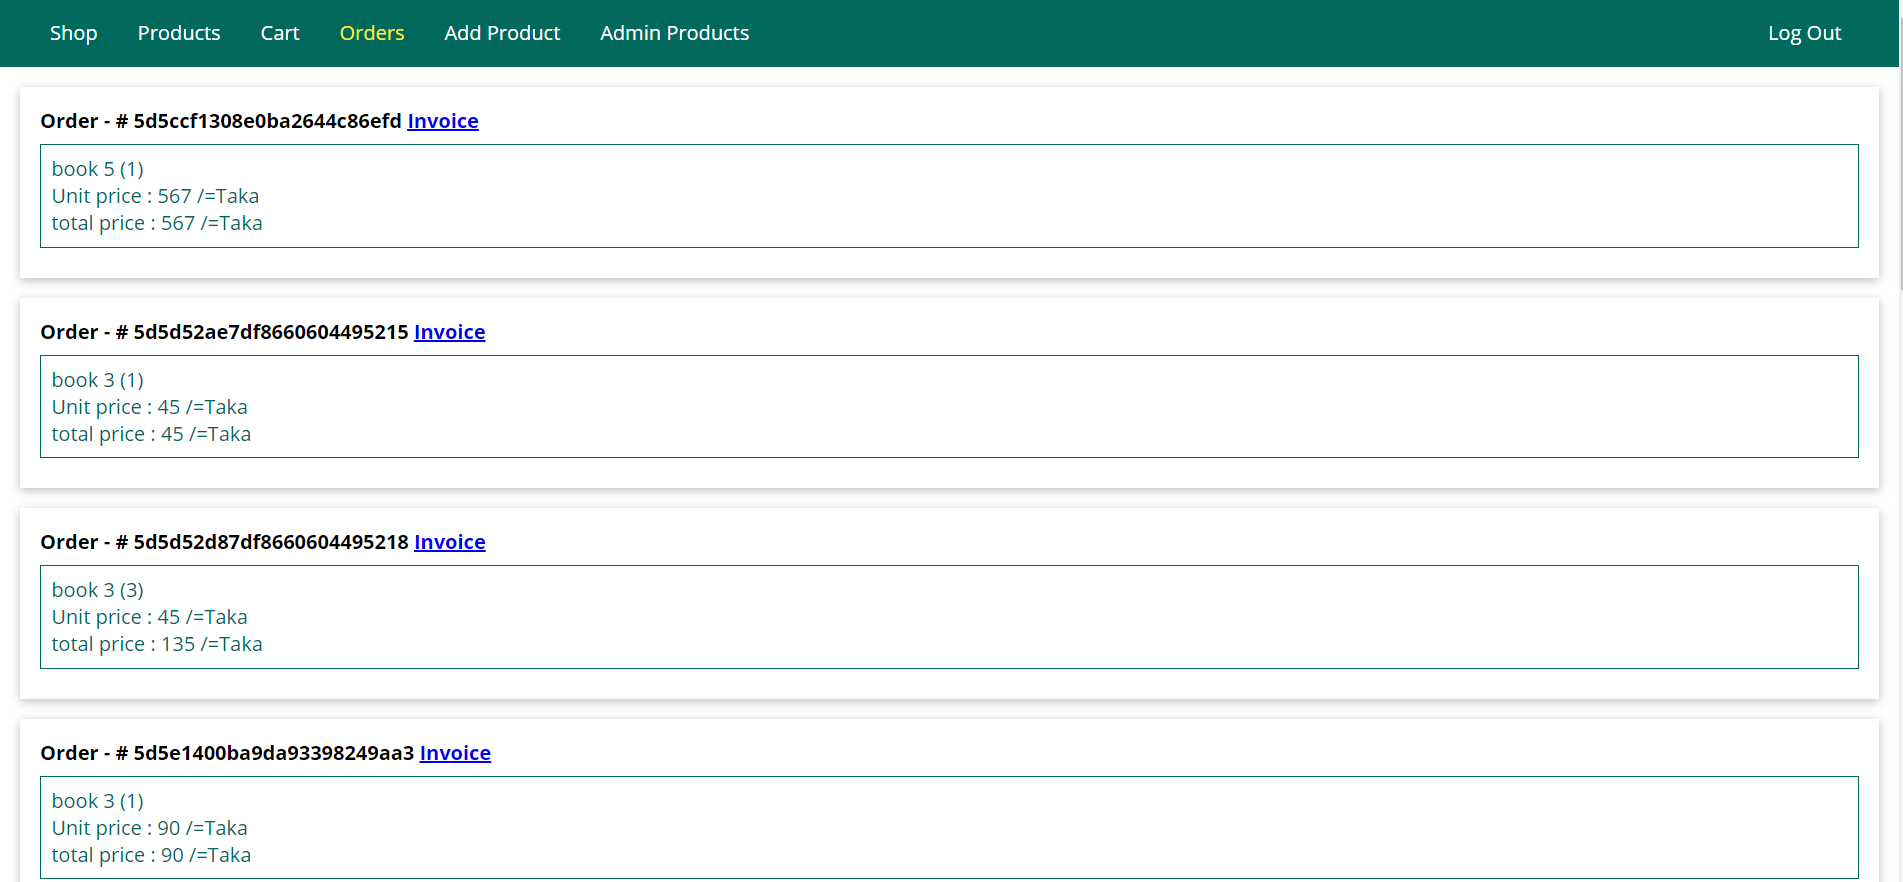 Shop Products Cart Orders Add Product Admin Products Log Out
Order - # 5d5ccf1308e0ba2644c86efd Invoice
book 5 (1)
Unit price : 567 /=Taka
total price : 567 /=Taka
Order - # 5d5d52ae7df8660604495215 Invoice
book 3 (1)
Unit price : 45 /=Taka
total price : 45 /=Taka
Order - # 5d5d52d87df8660604495218 Invoice
book 3 (3)
Unit price : 45 /=Taka
total price : 135 /=Taka
Order - # 5d5e1400ba9da93398249aa3 Invoice
book 3 (1)
Unit price : 90 /=Taka
total price : 90 /=Taka